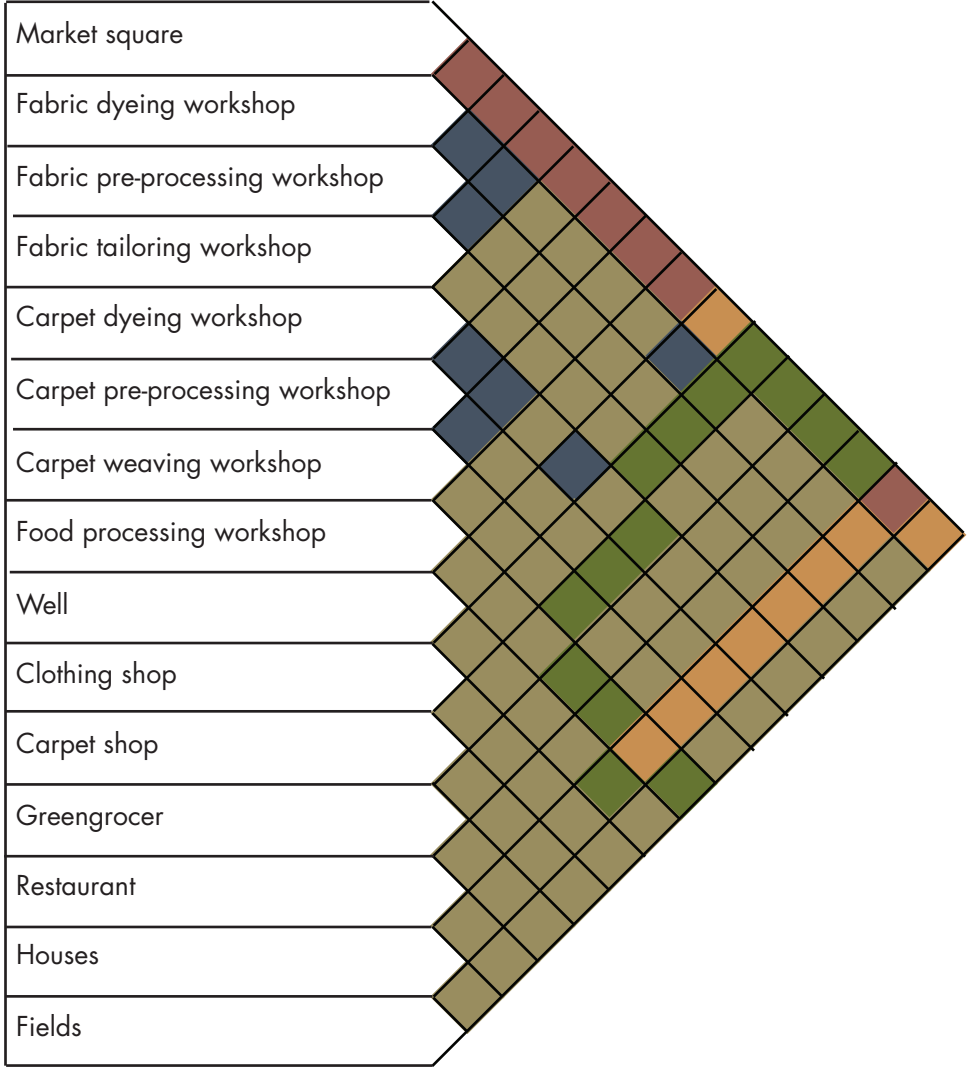 Market square
Fabric dyeing workshop
Fabric pre-processing workshop
Fabric tailoring workshop
Carpet dyeing workshop
Carpet pre-processing workshop
Carpet weaving workshop
Food processing workshop
Well
Clothing shop
Carpet shop
Greengrocer
Restaurant
Houses
Fields